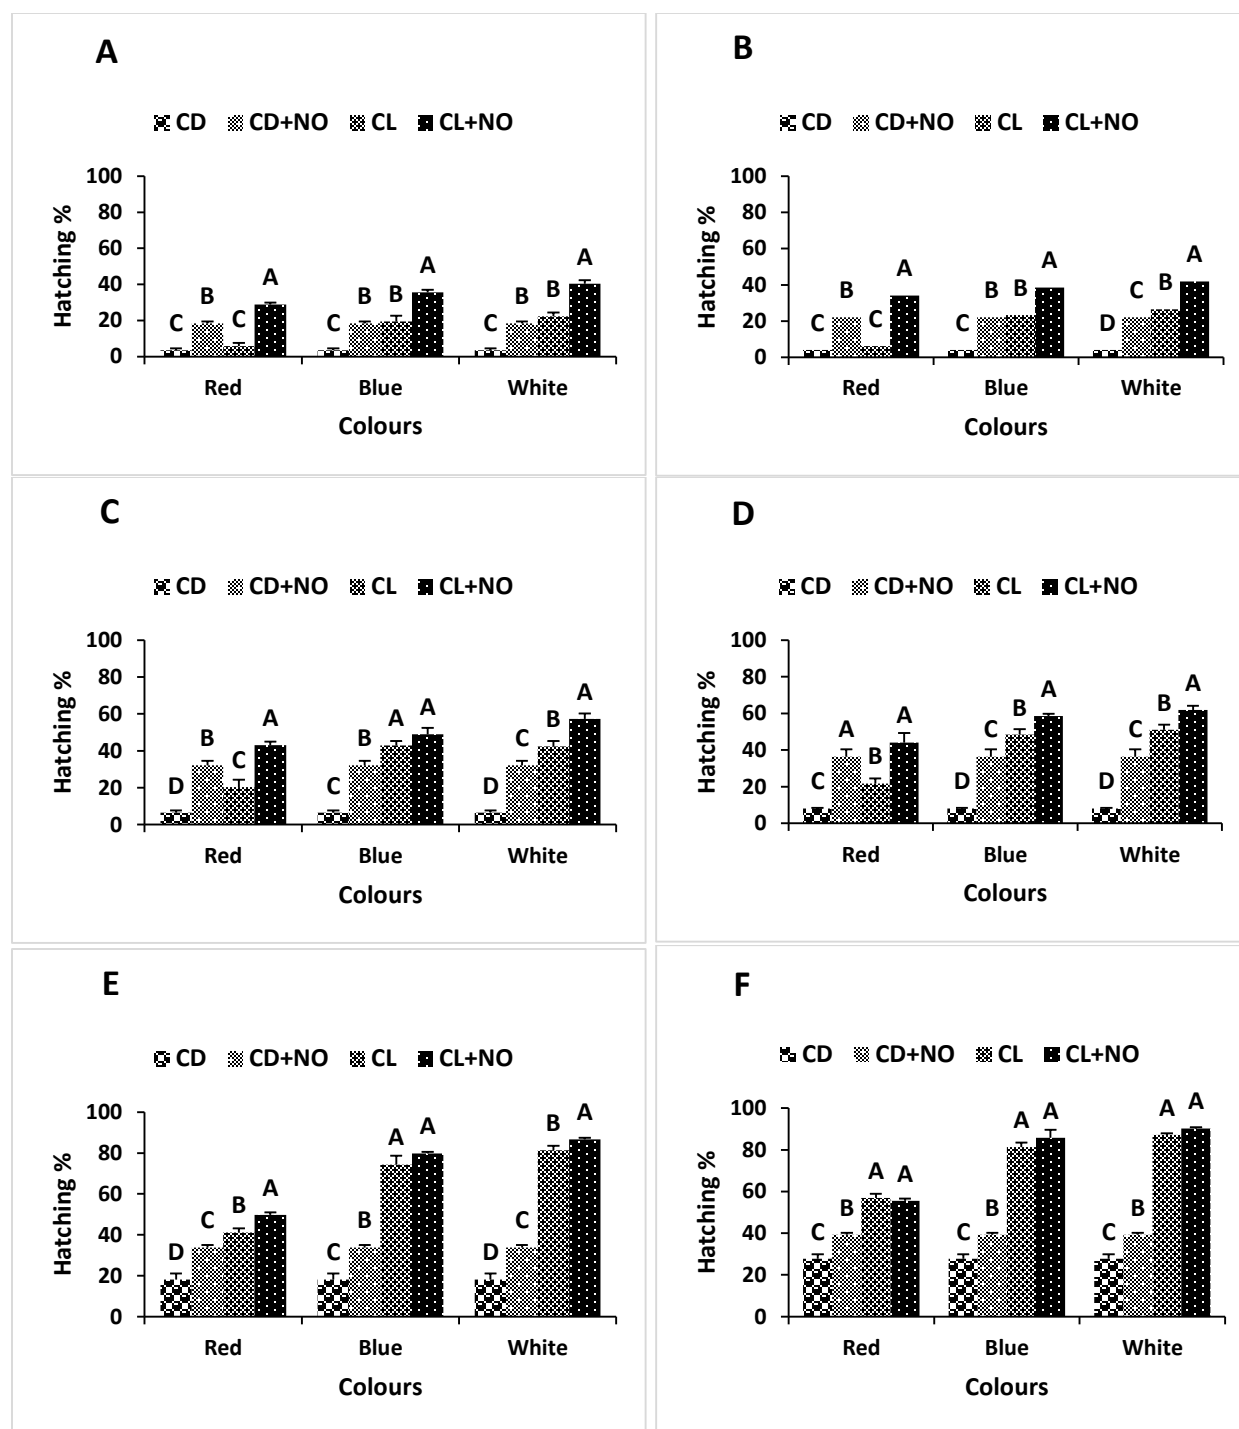 A
CD CD+NO CL CL+NO
Hatching %
100
80
60
40
20
0
C B C A C B B A C B B A
Red Blue White
Colours
B
CD CD+NO CL CL+NO
Hatching %
100
80
60
40
20
0
C B C A C B B A D C B A
Red Blue White
Colours
C
CD CD+NO CL CL+NO
Hatching %
100
80
60
40
20
0
D B C A C B A A D C B A
Red Blue White
Colours
D
CD CD+NO CL CL+NO
Hatching %
100
80
60
40
20
0
C A B A D C B A D C B A
Red Blue White
Colours
E
CD CD+NO CL CL+NO
Hatching %
100
80
60
40
20
0
D C B A C B A A D C B A
Red Blue White
Colours
F
CD CD+NO CL CL+NO
Hatching %
100
80
60
40
20
0
C B A A C B A A C B A A
Red Blue White
Colours